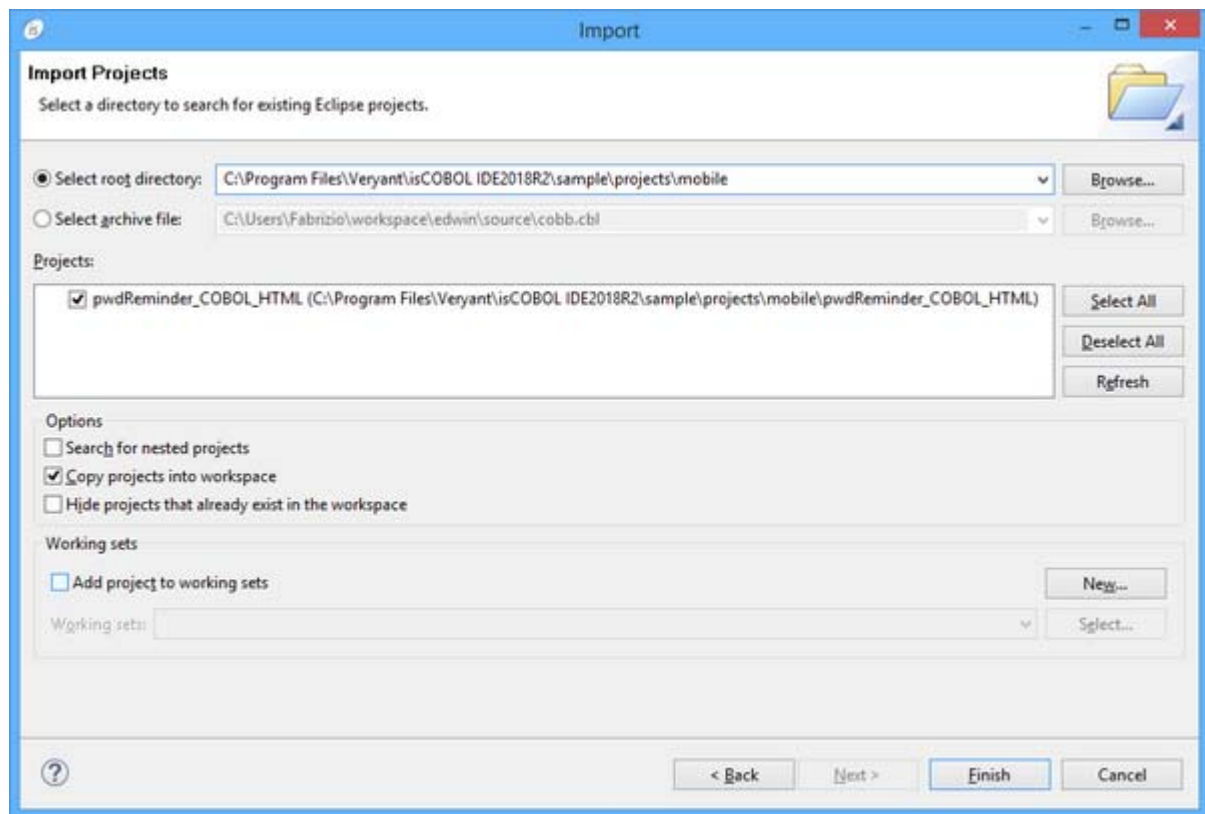 Import
Import Projects
Select a directory to search for existing Eclipse projects.
Select root directory: C:\Program Files\Veryant\isCOBOL IDE2018R2\sample\projects\mobile Browse...
Select archive file: C:\Users\Fabrizio\workspace\edwin\source\cobb.cbl Browse...
Projects:
pwdReminder_COBOL_HTML (C:\Program Files\Veryant\isCOBOL IDE2018R2\sample\projects\mobile\pwdReminder_COBOL_HTML) Select All
Deselect All
Refresh
Options
Search for nested projects
Copy projects into workspace
Hide projects that already exist in the workspace
Working sets
Add project to working sets New...
Working sets: Select...
? < Back Next > Finish Cancel